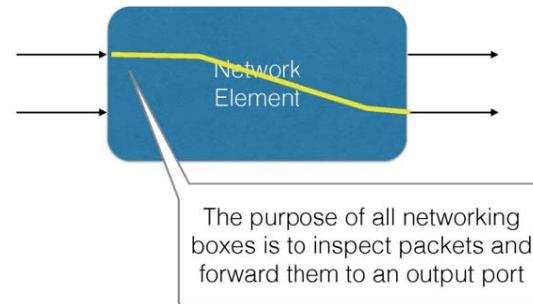 Network
Element
The purpose of all networking
boxes is to inspect packets and
forward them to an output port